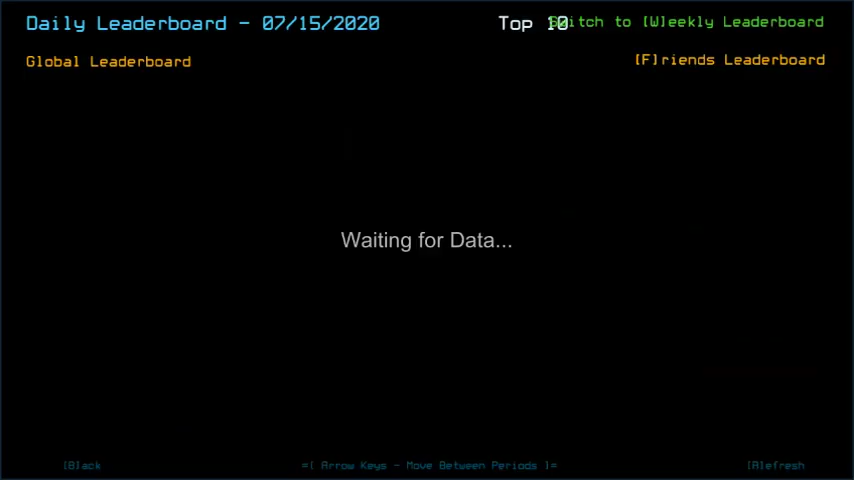 Daily Leaderboard - 07/15/2020
Top 10
Switch to [W]eekly Leaderboard
Global Leaderboard
[F]riends Leaderboard
Waiting for Data...
[B]ack
=[ Arrow Keys - Move Between Periods ]=
[R]efresh